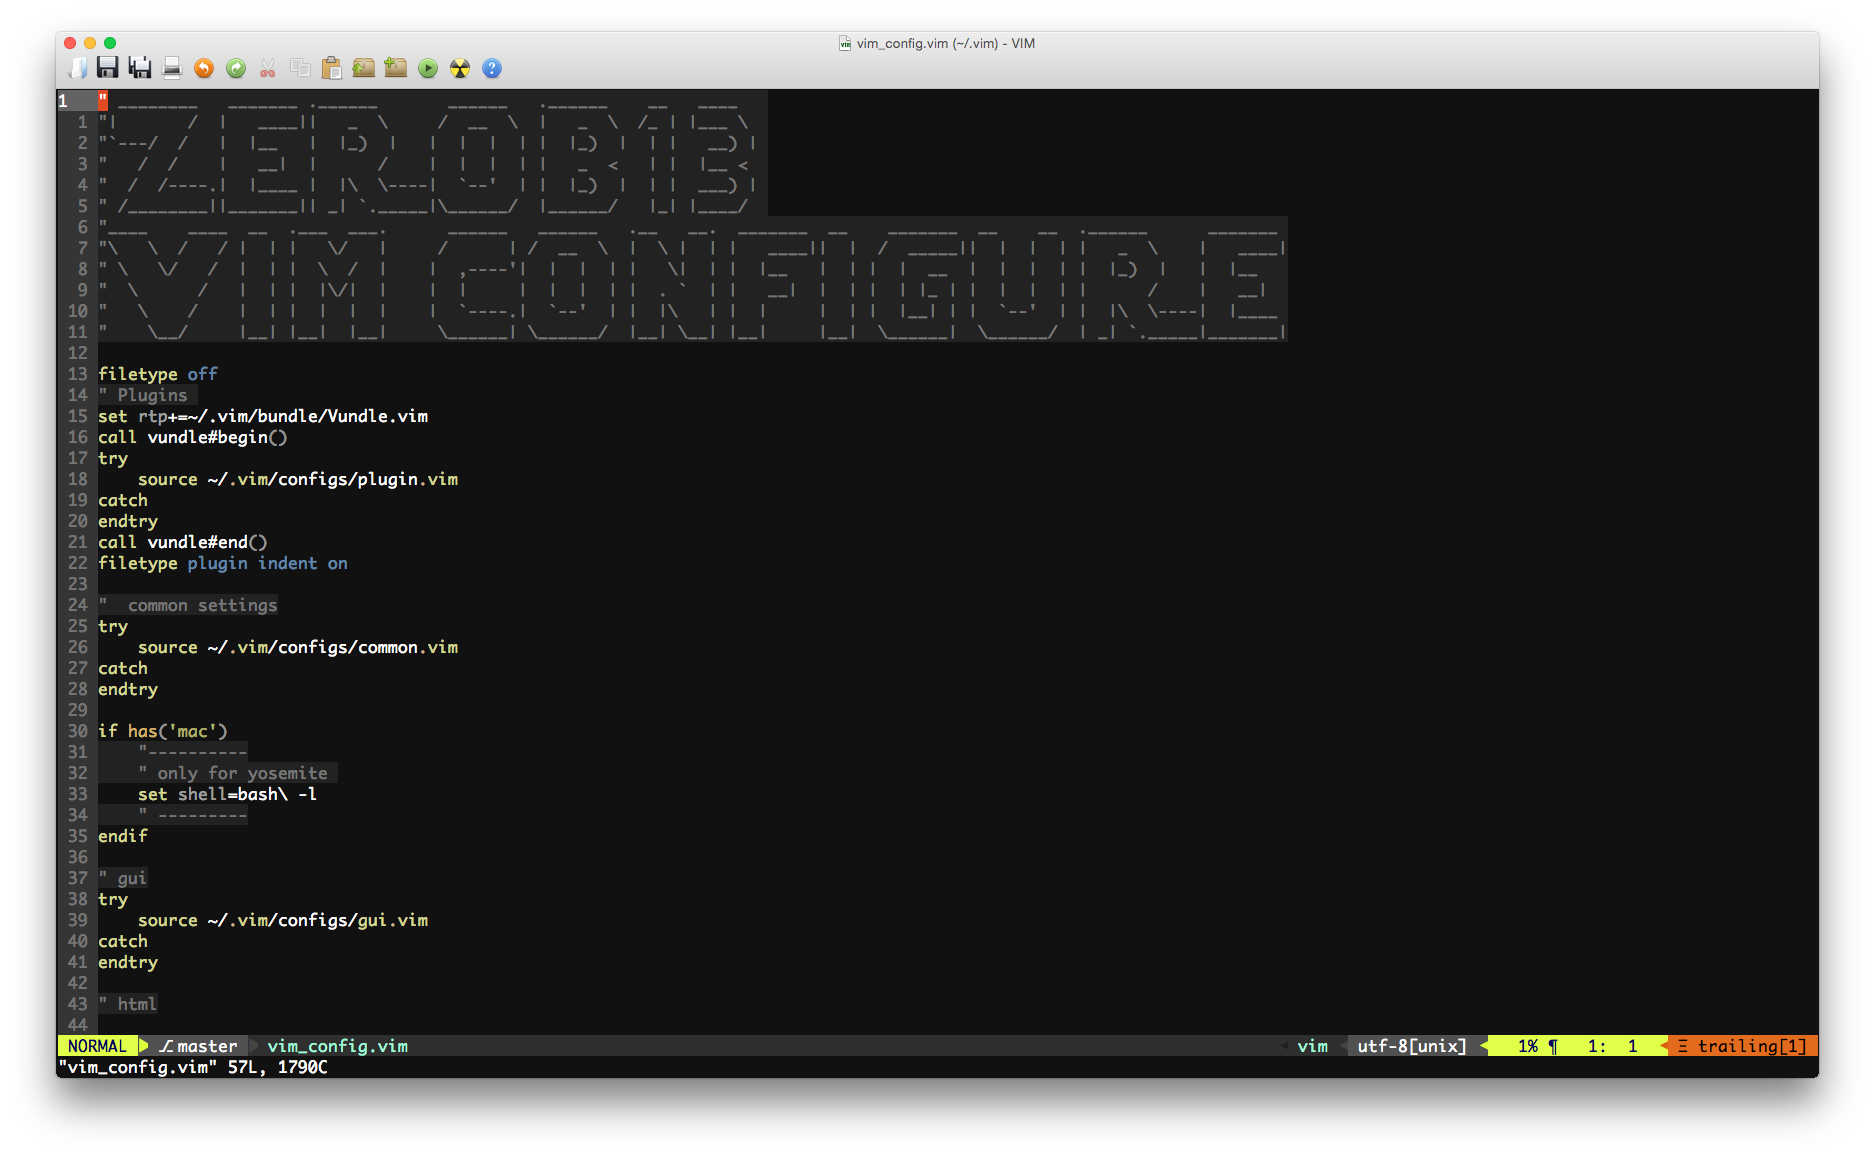 vim_config.vim (~/.vim) - VIM
1 "
1 "
2 "
3 "
4 "
5 "
6 "
7 "
8 "
9 "
10 "
11 "
ZEROB13
VIM CONFIGURE
12
13 filetype off
14 " Plugins
15 set rtp+=~/.vim/bundle/Vundle.vim
16 call vundle#begin()
17 try
18     source ~/.vim/configs/plugin.vim
19 catch
20 endtry
21 call vundle#end()
22 filetype plugin indent on
23
24 "  common settings
25 try
26     source ~/.vim/configs/common.vim
27 catch
28 endtry
29
30 if has('mac')
31     "----------
32     " only for yosemite
33     set shell=bash\ -l
34     " ---------
35 endif
36
37 " gui
38 try
39     source ~/.vim/configs/gui.vim
40 catch
41 endtry
42
43 " html
44
NORMAL master vim_config.vim vim utf-8[unix] 1% ¶ 1: 1 Ξ trailing[1]
"vim_config.vim" 57L, 1790C